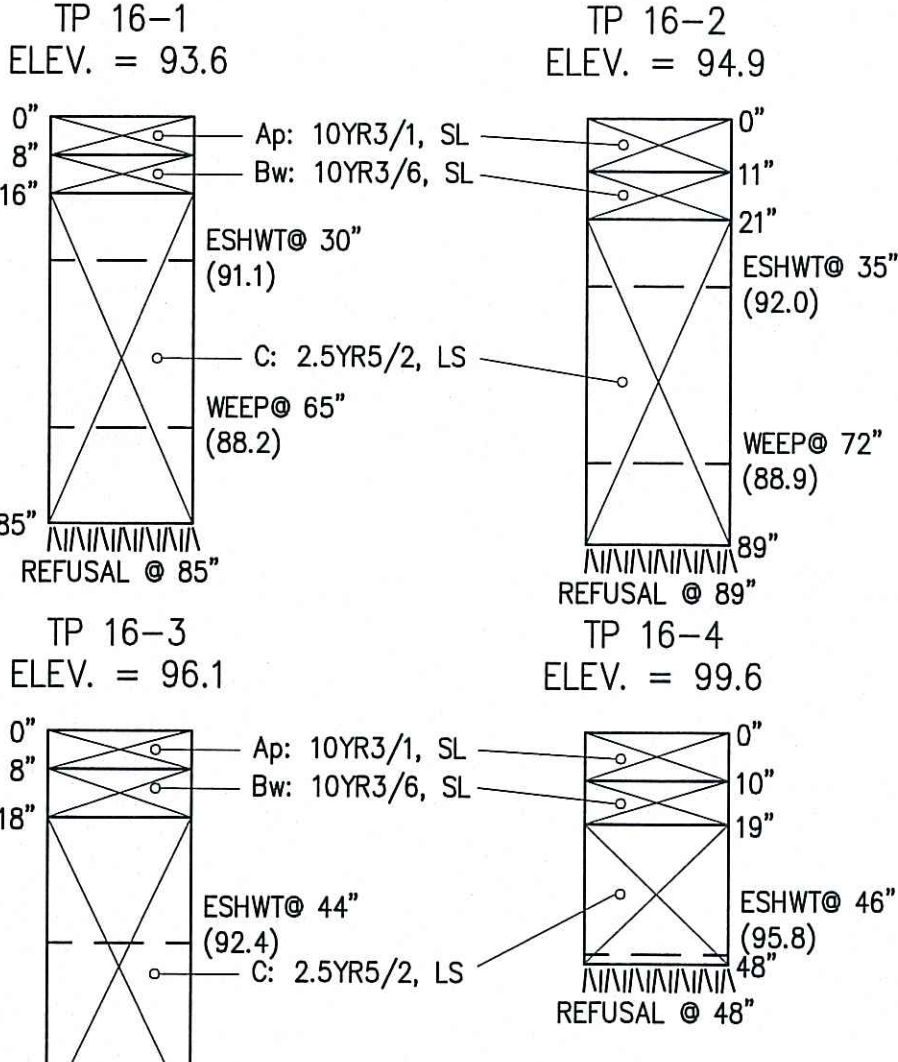 TP 16-1
ELEV. = 93.6
0"
8"
16"
ESHWT@ 30"
(91.1)
WEEP@ 65"
(88.2)
85"
REFUSAL @ 85"
Ap: 10YR3/1, SL
Bw: 10YR3/6, SL
C: 2.5YR5/2, LS
TP 16-2
ELEV. = 94.9
0"
11"
21"
ESHWT@ 35"
(92.0)
WEEP@ 72"
(88.9)
89"
REFUSAL @ 89"
TP 16-3
ELEV. = 96.1
0"
8"
18"
ESHWT@ 44"
(92.4)
Ap: 10YR3/1, SL
Bw: 10YR3/6, SL
C: 2.5YR5/2, LS
TP 16-4
ELEV. = 99.6
0"
10"
19"
ESHWT@ 46"
(95.8)
48"
REFUSAL @ 48"